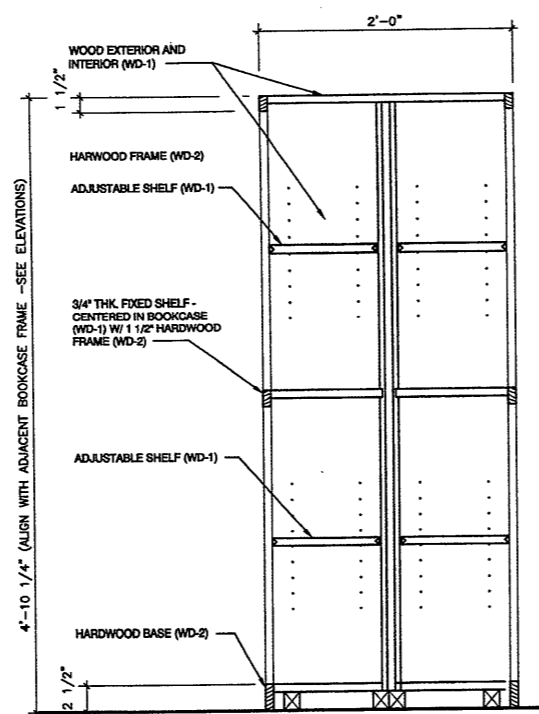 2'-0"
WOOD EXTERIOR AND
INTERIOR (WD-1)
1 1/2"
HARWOOD FRAME (WD-2)
ADJUSTABLE SHELF (WD-1)
4'-10 1/4" (ALIGN WITH ADJACENT BOOKCASE FRAME -SEE ELEVATIONS)
3/4" THK. FIXED SHELF -
CENTERED IN BOOKCASE
(WD-1) W/ 1 1/2" HARDWOOD
FRAME (WD-2)
ADJUSTABLE SHELF (WD-1)
HARDWOOD BASE (WD-2)
2 1/2"